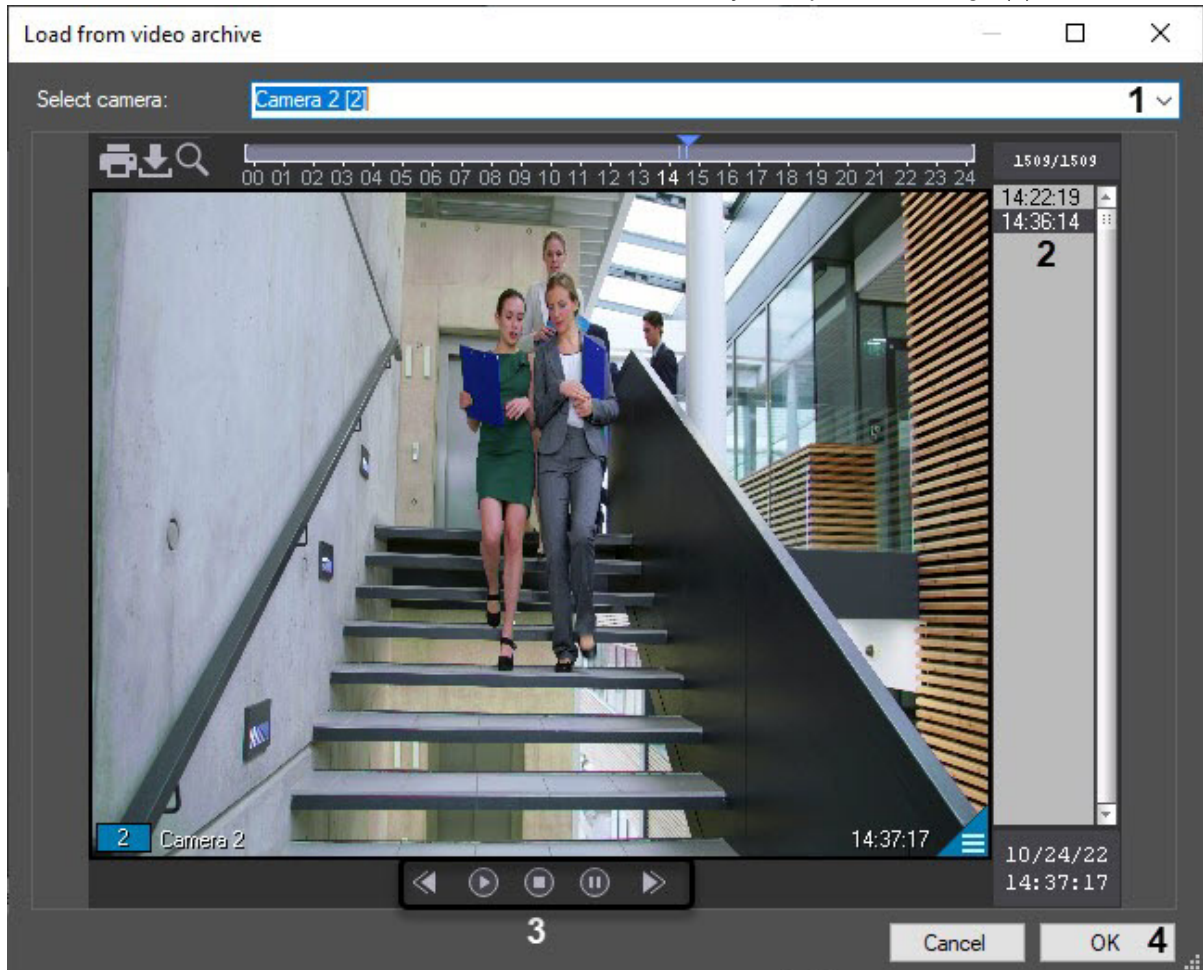 Load from video archive
Select camera: Camera 2 [2] 1
1509/1509
00 01 02 03 04 05 06 07 08 09 10 11 12 13 14 15 16 17 18 19 20 21 22 23 24
14:22:19
14:36:14
2
2 Camera 2 14:37:17
10/24/22
14:37:17
3
Cancel OK 4